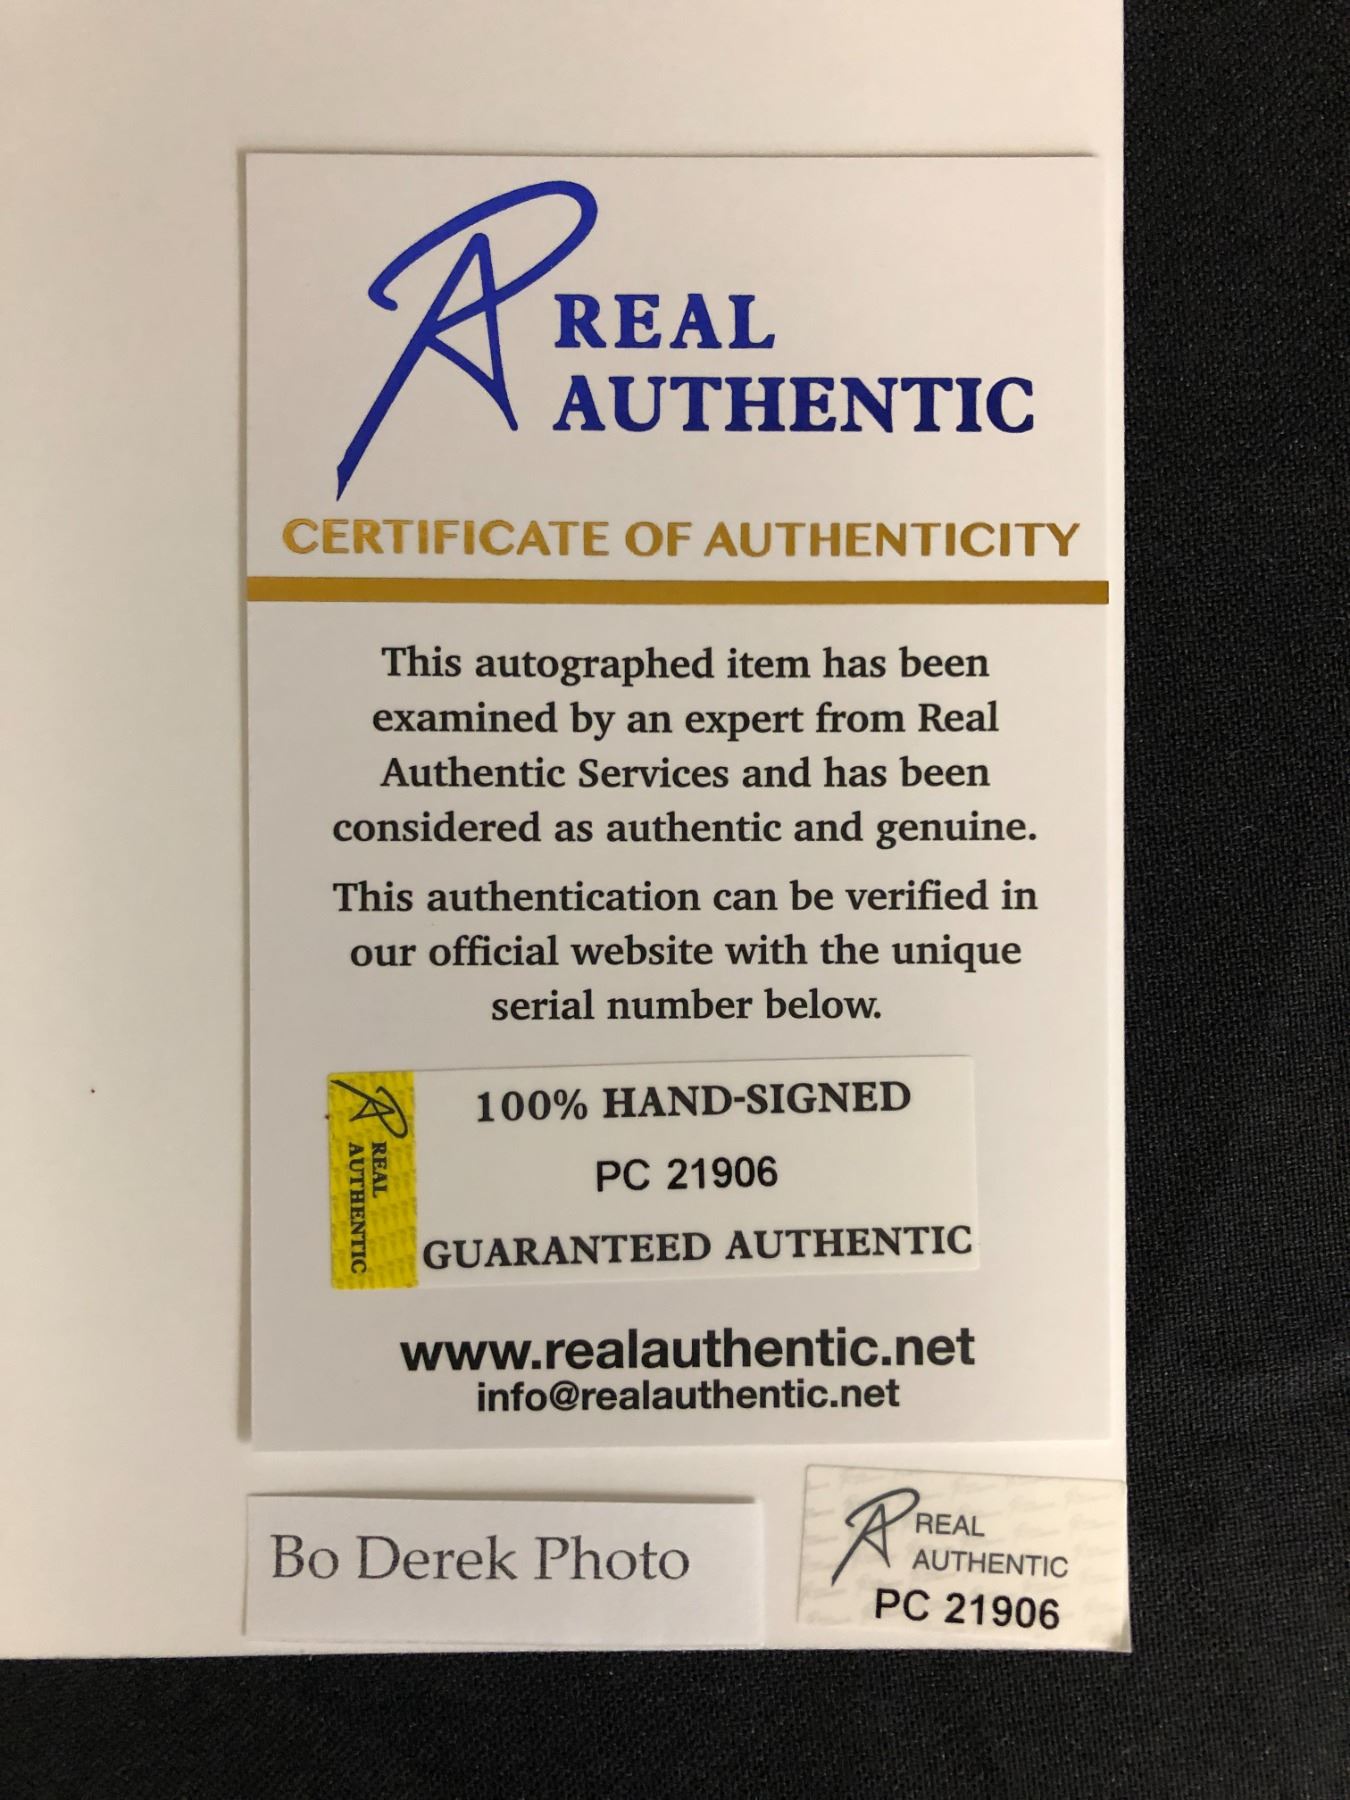 REAL
AUTHENTIC
CERTIFICATE OF AUTHENTICITY
This autographed item has been
examined by an expert from Real
Authentic Services and has been
considered as authentic and genuine.
This authentication can be verified in
our official website with the unique
serial number below.
REAL
AUTHENTIC
100% HAND-SIGNED
PC 21906
GUARANTEED AUTHENTIC
www.realauthentic.net
info@realauthentic.net
Bo Derek Photo
REAL
AUTHENTIC
PC 21906